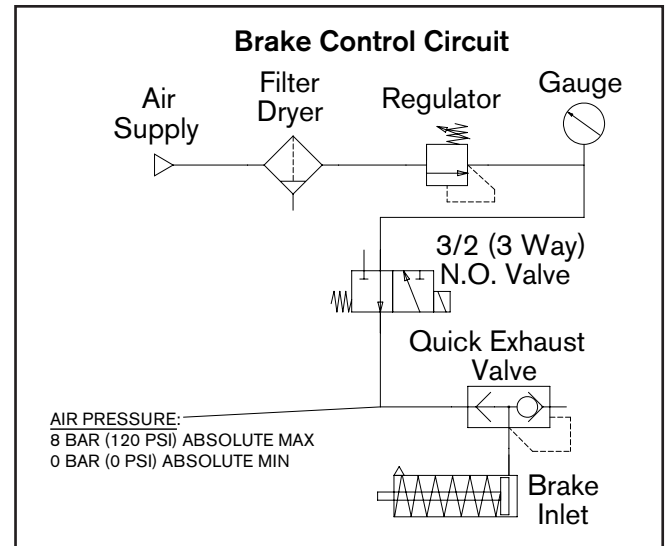 Brake Control Circuit
Air
Supply
Filter
Dryer
Regulator
Gauge
3/2 (3 Way)
N.O. Valve
Quick Exhaust
Valve
AIR PRESSURE:
8 BAR (120 PSI) ABSOLUTE MAX
0 BAR (0 PSI) ABSOLUTE MIN
Brake
Inlet